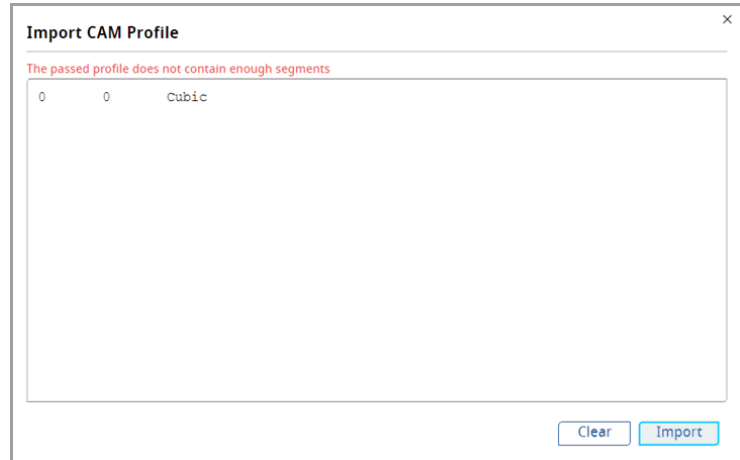 ×
Import CAM Profile
The passed profile does not contain enough segments
0 0 Cubic
Clear Import